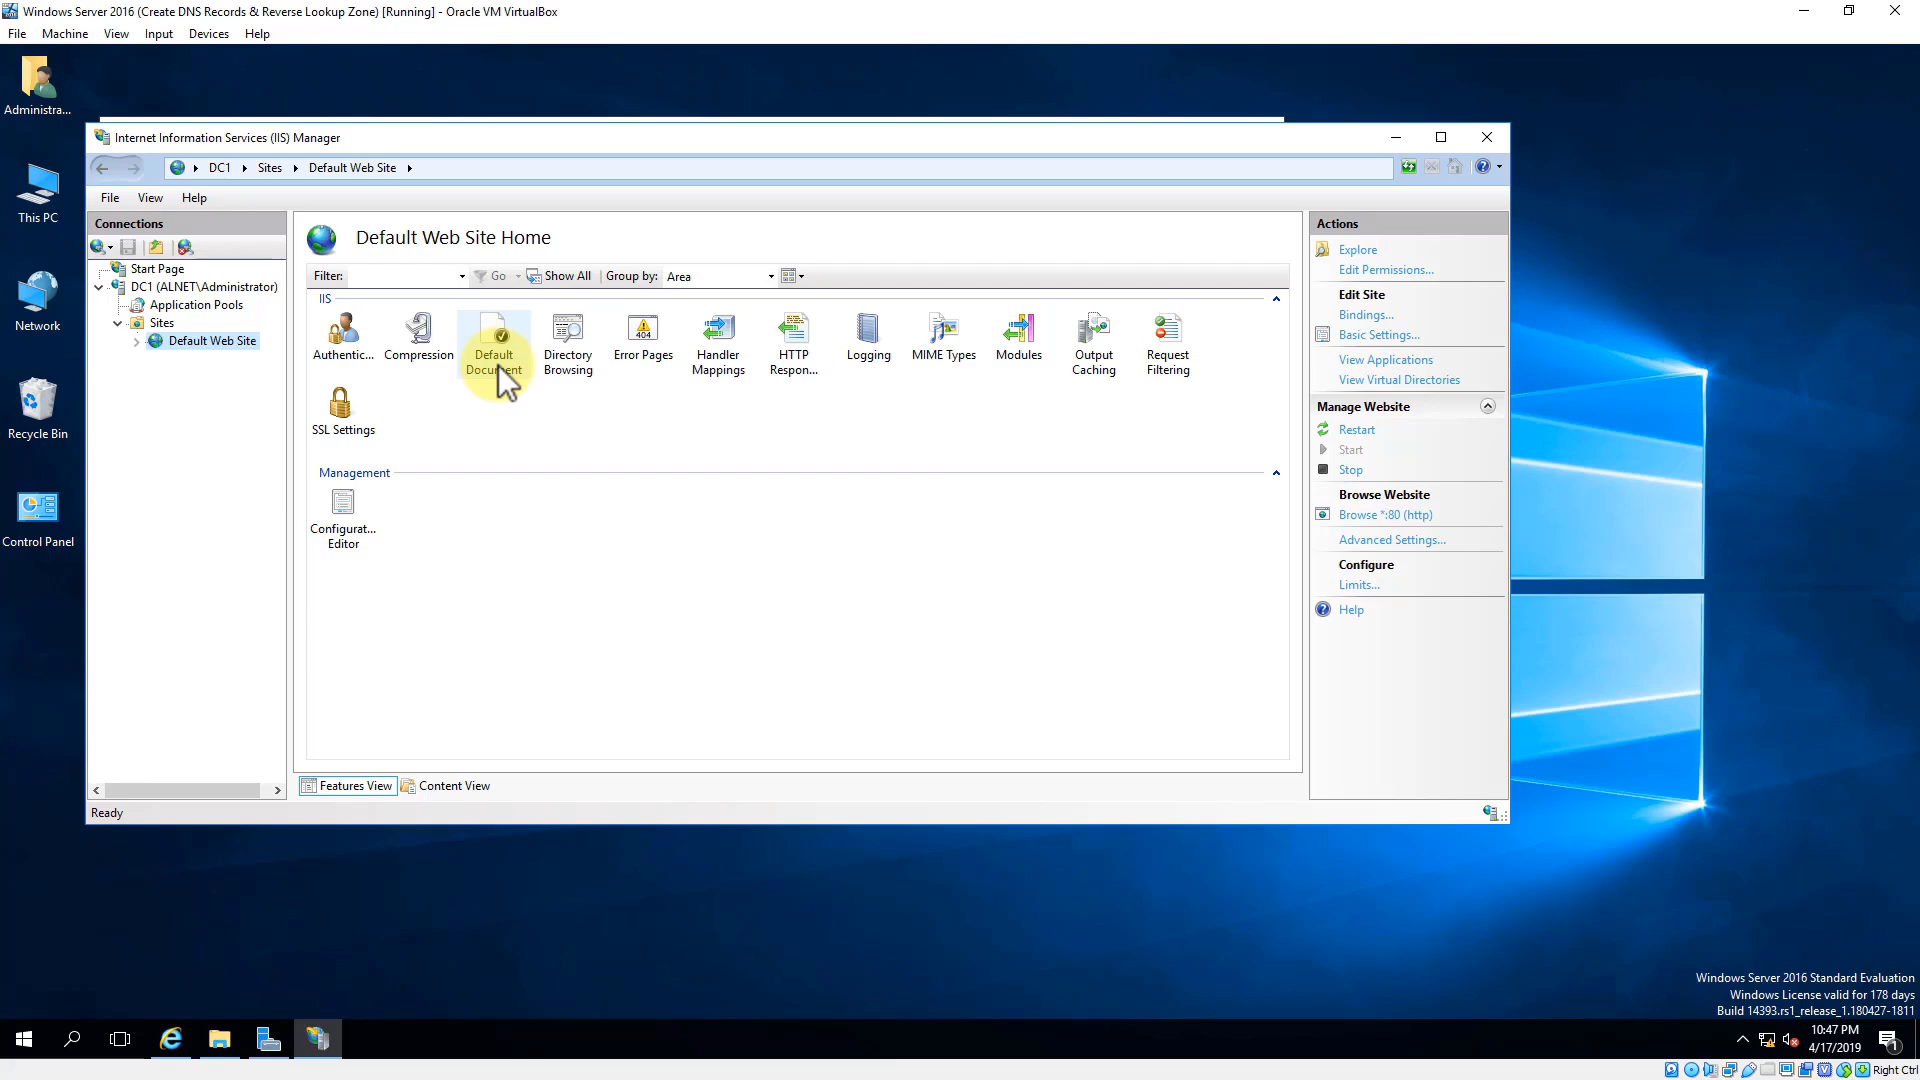 Windows Server 2016 (Create DNS Records & Reverse Lookup Zone) [Running] - Oracle VM VirtualBox
File Machine View Input Devices Help
Administra...
This PC
Network
Recycle Bin
Control Panel
Internet Information Services (IIS) Manager
DC1 Sites Default Web Site
File View Help
Connections
Start Page
DC1 (ALNET\Administrator)
Application Pools
Sites
Default Web Site
Default Web Site Home
Filter: Go Show All Group by: Area
IIS
Authentic...
Compression
Default
Document
Directory
Browsing
Error Pages
404
Handler
Mappings
HTTP
Respon...
Logging
MIME Types
Modules
Output
Caching
Request
Filtering
SSL Settings
Management
Configurat...
Editor
Features View Content View
Ready
Actions
Explore
Edit Permissions...
Edit Site
Bindings...
Basic Settings...
View Applications
View Virtual Directories
Manage Website
Restart
Start
Stop
Browse Website
Browse *:80 (http)
Advanced Settings...
Configure
Limits...
Help
Windows Server 2016 Standard Evaluation
Windows License valid for 178 days
Build 14393.rs1_release_1.180427-1811
10:47 PM
4/17/2019
1
Right Ctrl